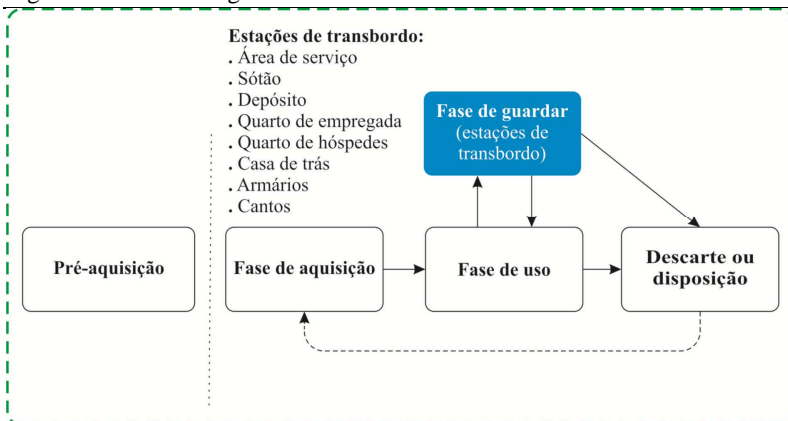 Estações de transbordo:
. Área de serviço
. Sótão
. Depósito
. Quarto de empregada
. Quarto de hóspedes
. Casa de trás
. Armários
. Cantos
Fase de guardar
(estações de
transbordo)
Pré-aquisição
Fase de aquisição
Fase de uso
Descarte ou
disposição